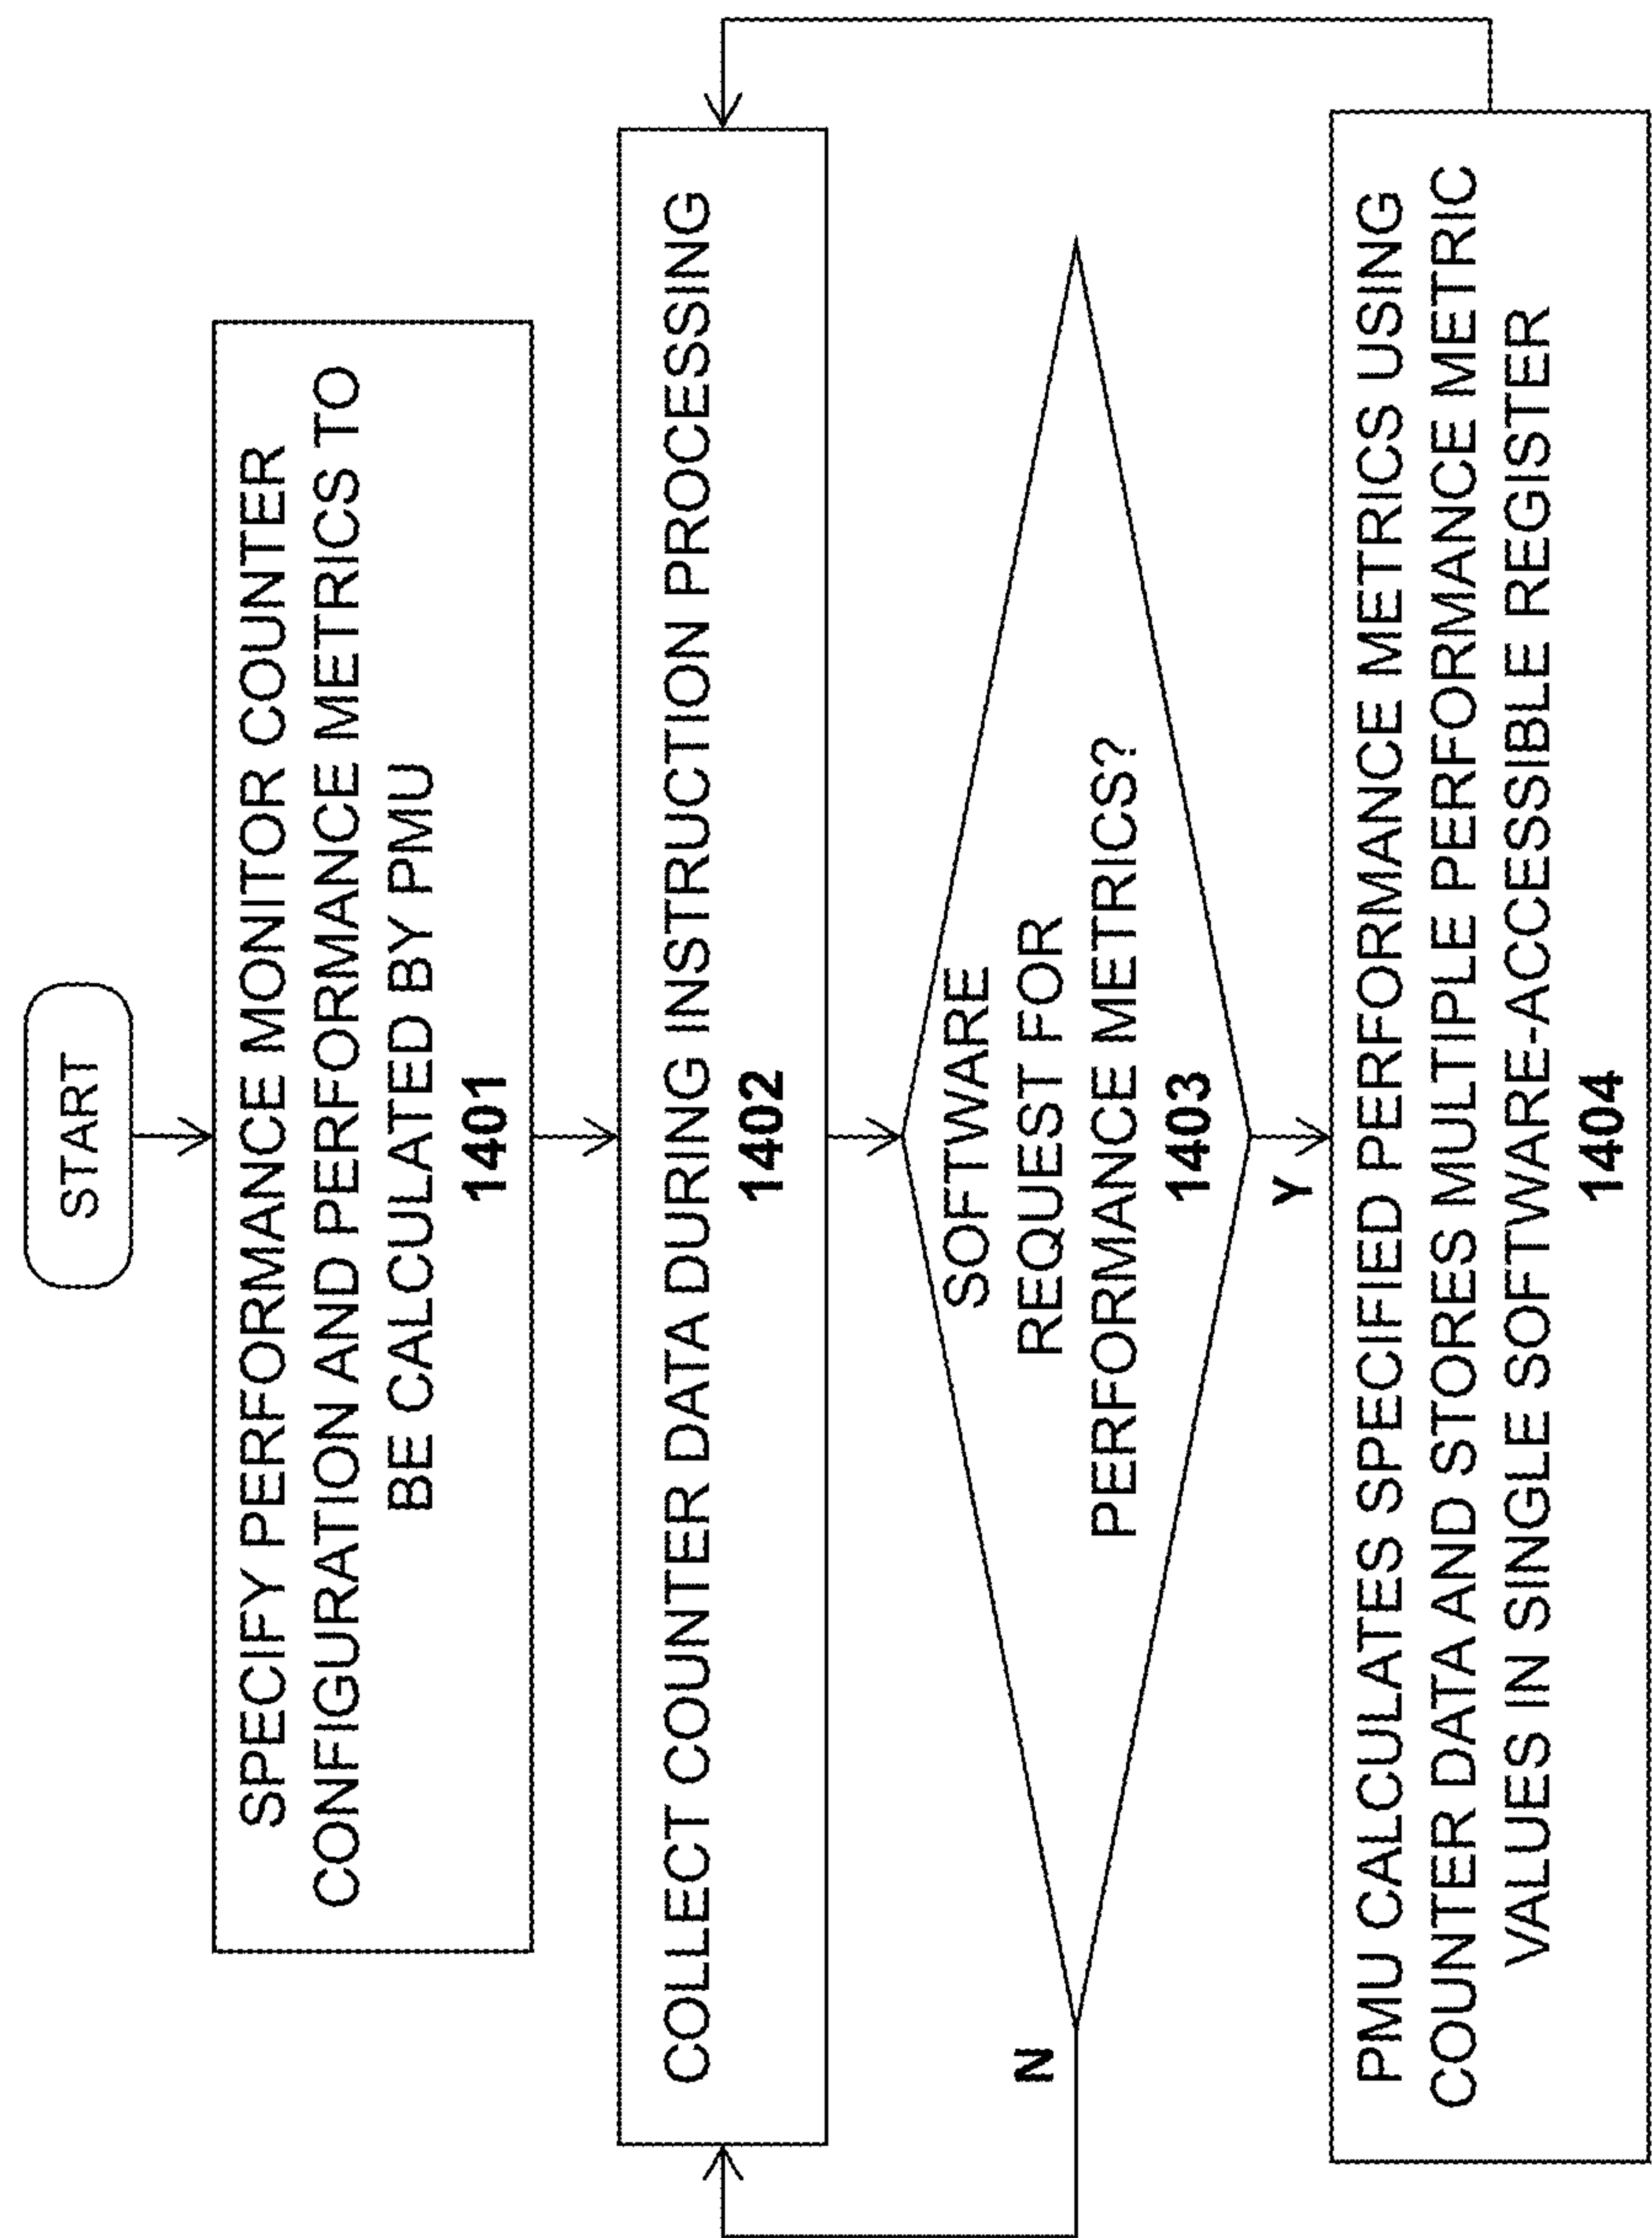 START
SPECIFY PERFORMANCE MONITOR COUNTER
CONFIGURATION AND PERFORMANCE METRICS TO
BE CALCULATED BY PMU
1401
COLLECT COUNTER DATA DURING INSTRUCTION PROCESSING
1402
SOFTWARE
REQUEST FOR
PERFORMANCE METRICS?
1403
N
Y
PMU CALCULATES SPECIFIED PERFORMANCE METRICS USING
COUNTER DATA AND STORES MULTIPLE PERFORMANCE METRIC
VALUES IN SINGLE SOFTWARE-ACCESSIBLE REGISTER
1404